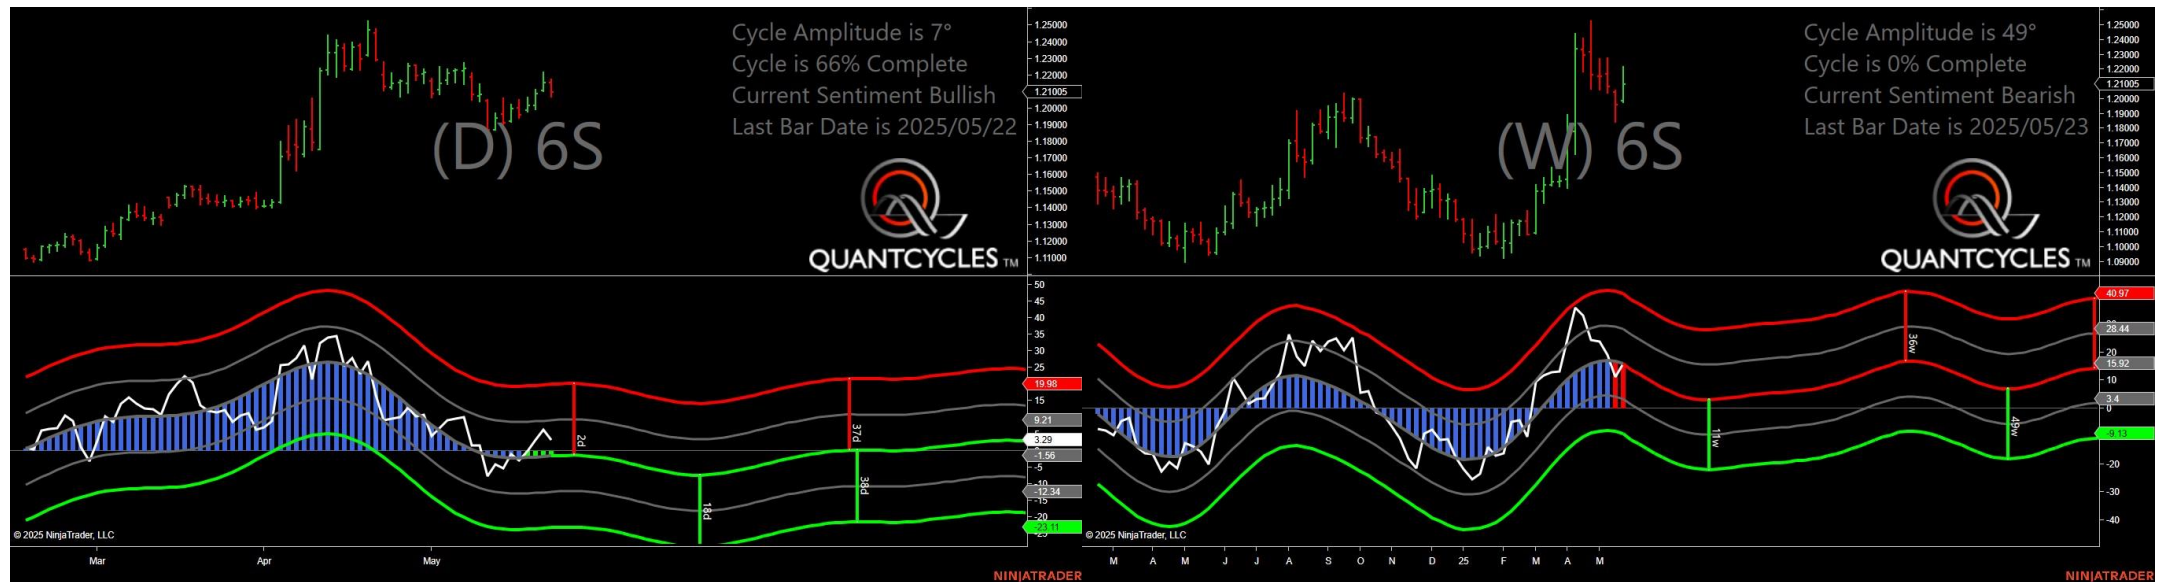 Cycle Amplitude is 7°
Cycle is 66% Complete
Current Sentiment Bullish
Last Bar Date is 2025/05/22
(D) 6S
QUANTCYCLES TM
1.25000
1.24000
1.23000
1.22000
1.21005
1.20000
1.19000
1.18000
1.17000
1.16000
1.15000
1.14000
1.13000
1.12000
1.11000
50
45
40
35
30
25
19.98
15
9.21
3.29
-1.56
-5
-10
-12.34
-15
-20
-23.11
2d
18d
37d
38d
© 2025 NinjaTrader, LLC
Mar
Apr
May
NINJATRADER
Cycle Amplitude is 49°
Cycle is 0% Complete
Current Sentiment Bearish
Last Bar Date is 2025/05/23
(W) 6S
QUANTCYCLES TM
1.25000
1.24000
1.23000
1.22000
1.21005
1.20000
1.19000
1.18000
1.17000
1.16000
1.15000
1.14000
1.13000
1.12000
1.11000
1.10000
1.09000
40.97
28.44
20
15.92
10
3.4
0
-9.13
-20
-30
-40
11w
36w
49w
© 2025 NinjaTrader, LLC
M A M J J A S O N D 25 F M A M
NINJATRADER